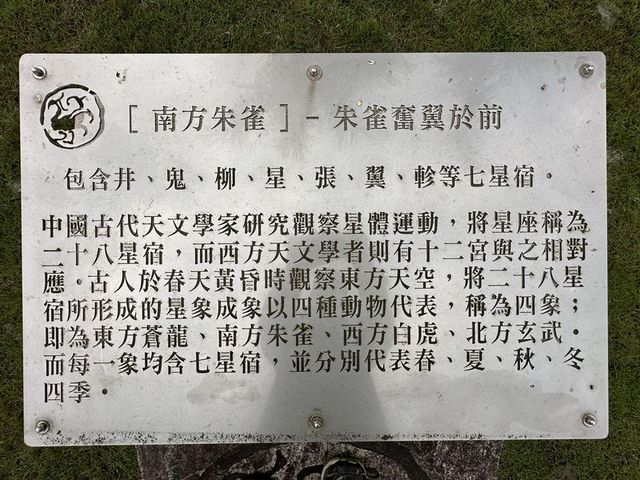 [ 南方朱雀 ] - 朱雀奮翼於前
包含井、鬼、柳、星、張、翼、軫等七星宿。
中國古代天文學家研究觀察星體運動，將星座稱為
二十八星宿，而西方天文學者則有十二宮與之相對
應。古人於春天黃昏時觀察東方天空，將二十八星
宿所形成的星象成象以四種動物代表，稱為四象；
即為東方蒼龍、南方朱雀、西方白虎、北方玄武。
而每一象均含七星宿，並分別代表春、夏、秋、冬
四季。